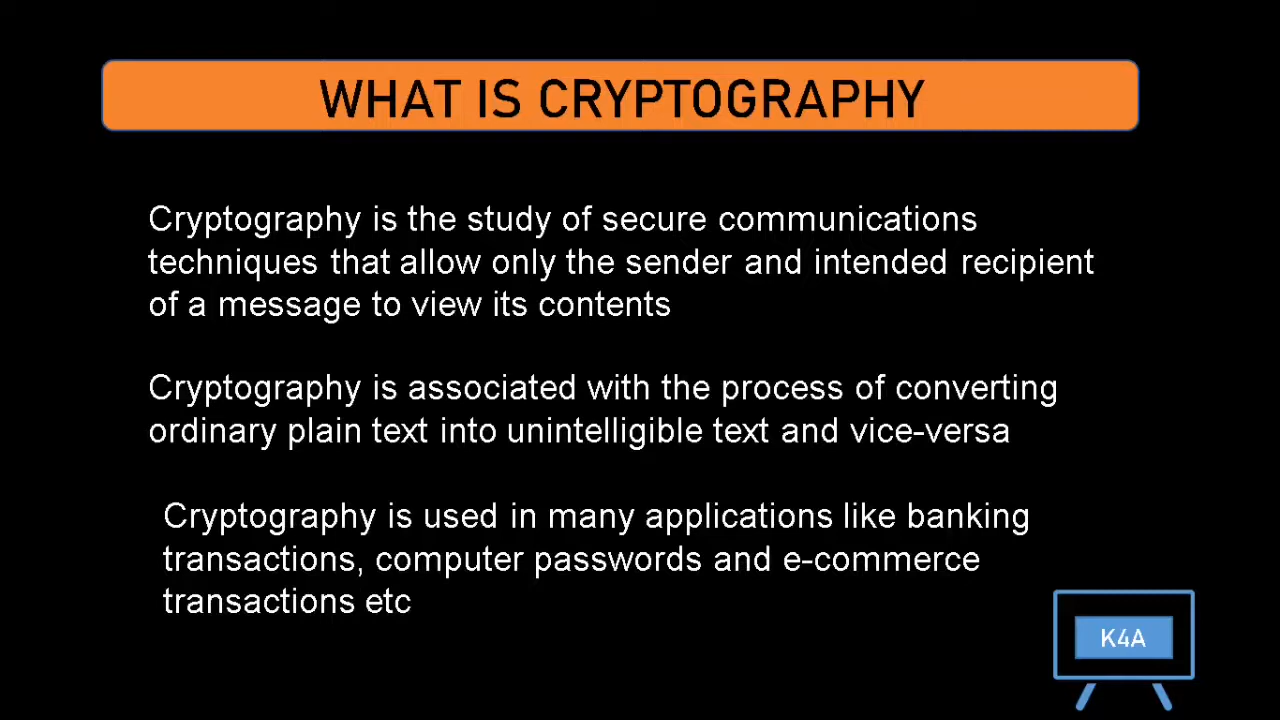 WHAT IS CRYPTOGRAPHY
Cryptography is the study of secure communications
techniques that allow only the sender and intended recipient
of a message to view its contents
Cryptography is associated with the process of converting
ordinary plain text into unintelligible text and vice-versa
Cryptography is used in many applications like banking
transactions, computer passwords and e-commerce
transactions etc
K4A